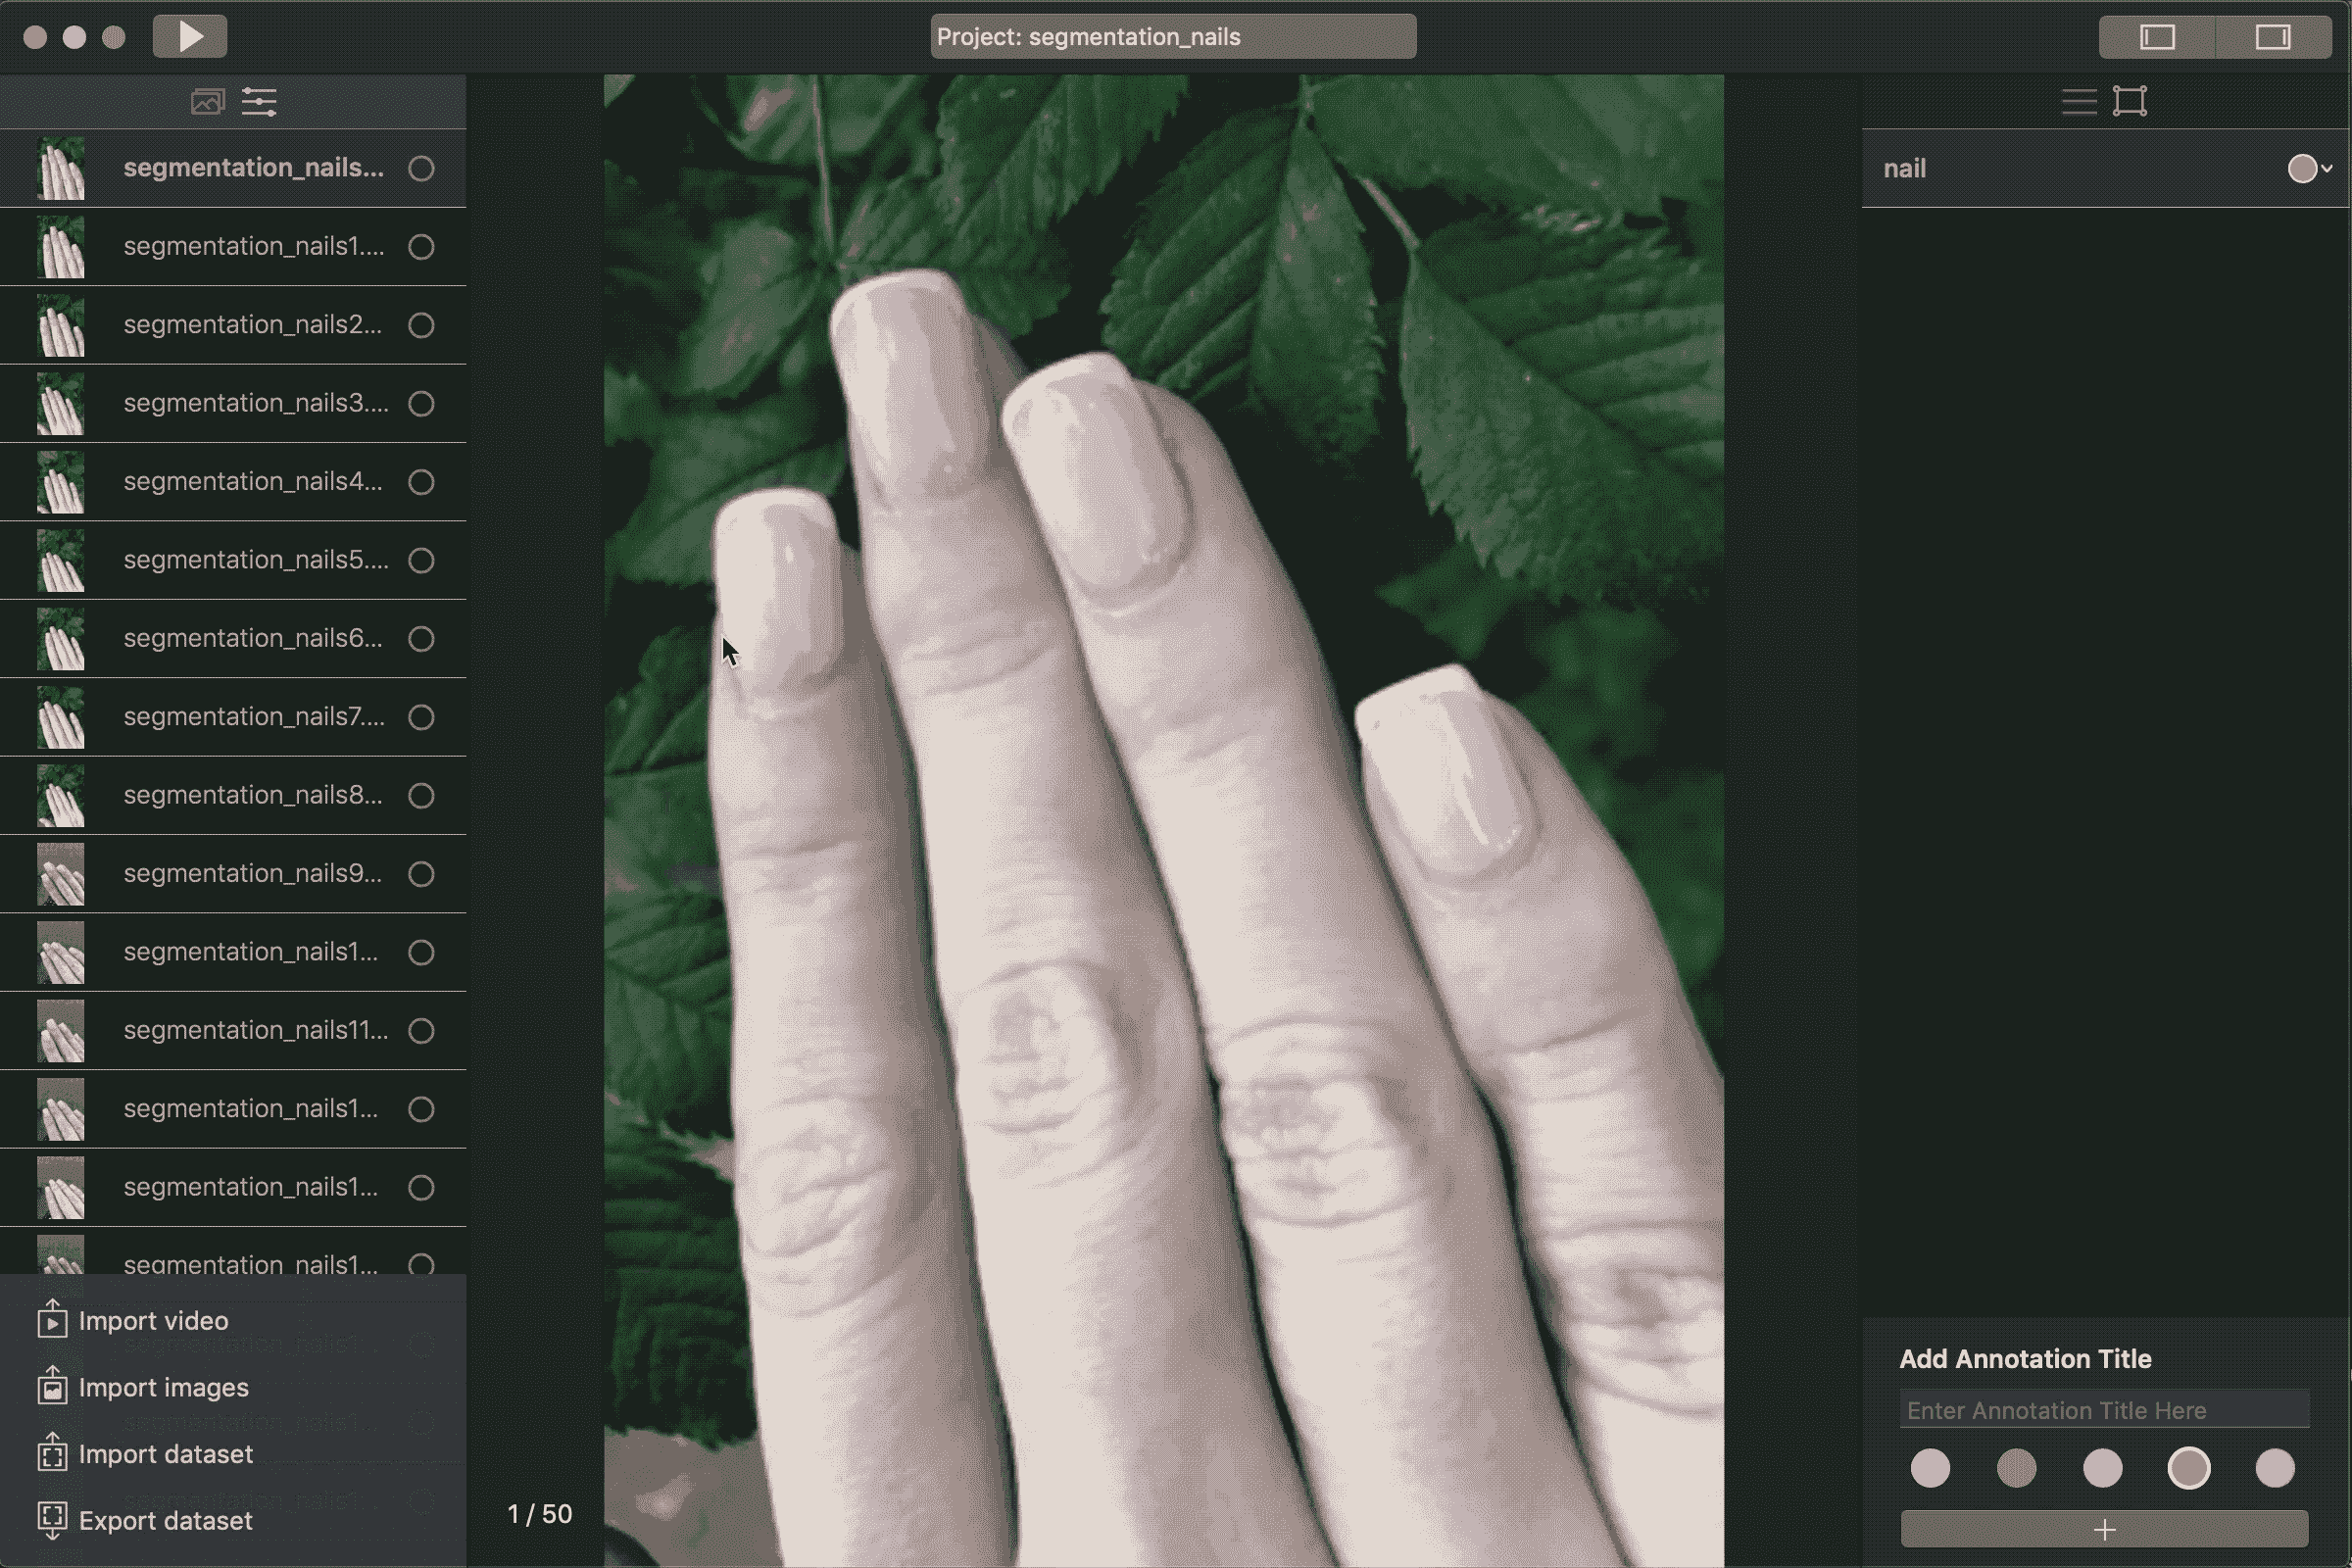 Project: segmentation_nails
segmentation_nails...
segmentation_nails1....
segmentation_nails2...
segmentation_nails3....
segmentation_nails4...
segmentation_nails5....
segmentation_nails6...
segmentation_nails7....
segmentation_nails8...
segmentation_nails9...
segmentation_nails1...
segmentation_nails11...
segmentation_nails1...
segmentation_nails1...
segmentation_nails1...
Import video
Import images
Import dataset
Export dataset
1 / 50
nail
Add Annotation Title
Enter Annotation Title Here